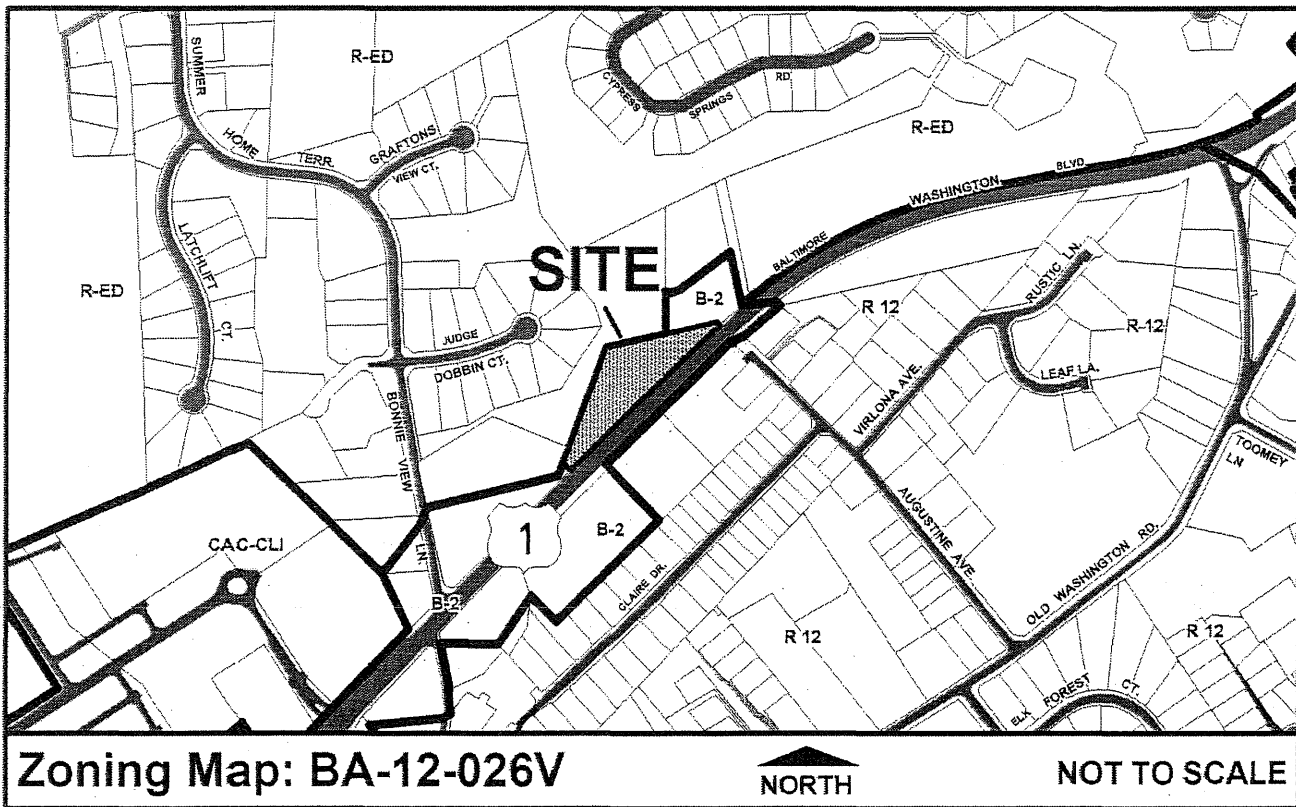 SUMMER
HOME
TERR.
R-ED
GRAFTONS
VIEW CT.
CYPRESS
SPRINGS
RD.
R-ED
LATCHLIFT
CT.
R-ED
WASHINGTON
BLVD
BALTIMORE
SITE
B-2
R 12
RUSTIC LN.
R-12
JUDGE
DOBBIN CT.
LEAF LA.
VIRLONA AVE.
BONNIE VIEW
LN.
TOOMEY
LN
AUGUSTINE AVE.
OLD WASHINGTON RD.
CAC-CLI
1
B-2
B-2
CLAIRE DR.
R 12
R 12
ELK FOREST
CT.
Zoning Map: BA-12-026V
NORTH
NOT TO SCALE